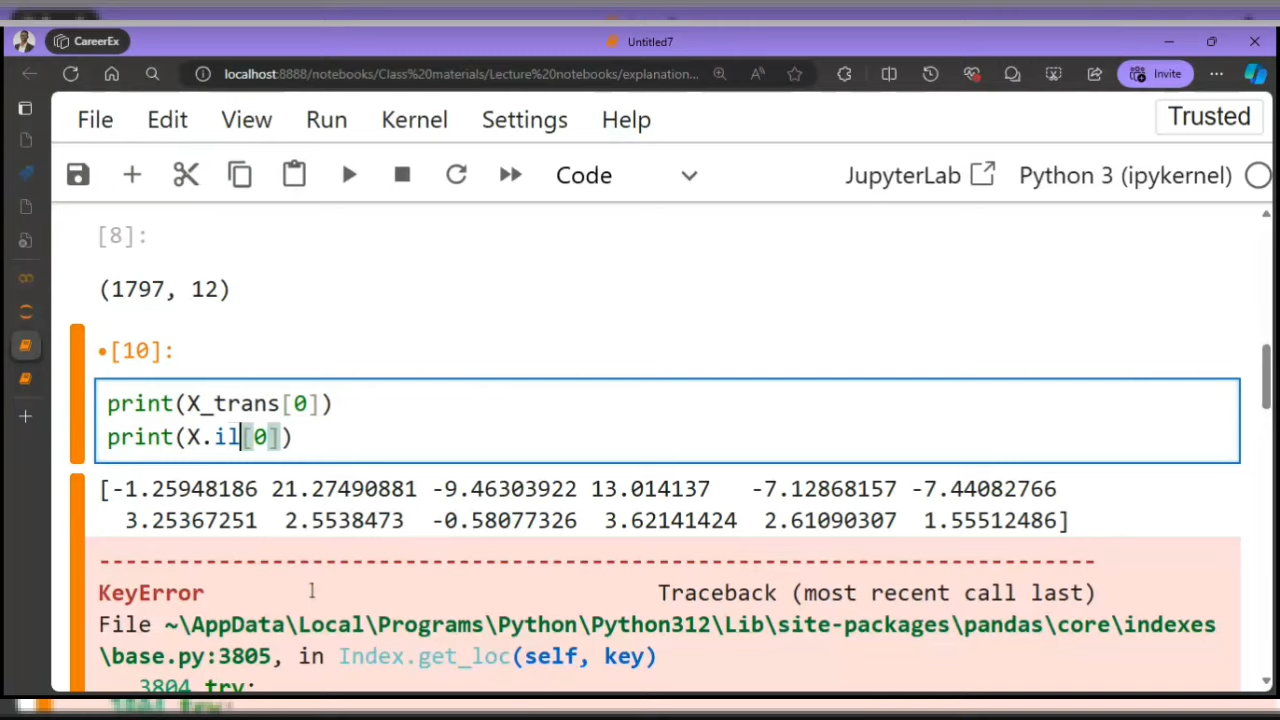 CareerEx
Untitled7
localhost:8888/notebooks/Class%20materials/Lecture%20notebooks/explanation...
Invite
File Edit View Run Kernel Settings Help
Trusted
Code
JupyterLab
Python 3 (ipykernel)
[8]:
(1797, 12)
•[10]:
print(X_trans[0])
print(X.il[0])
[-1.25948186 21.27490881 -9.46303922 13.014137 -7.12868157 -7.44082766
3.25367251 2.5538473 -0.58077326 3.62141424 2.61090307 1.55512486]
---------------------------------------------------------------------------
KeyError Traceback (most recent call last)
File ~\AppData\Local\Programs\Python\Python312\Lib\site-packages\pandas\core\indexes
\base.py:3805, in Index.get_loc(self, key)
3804 try: